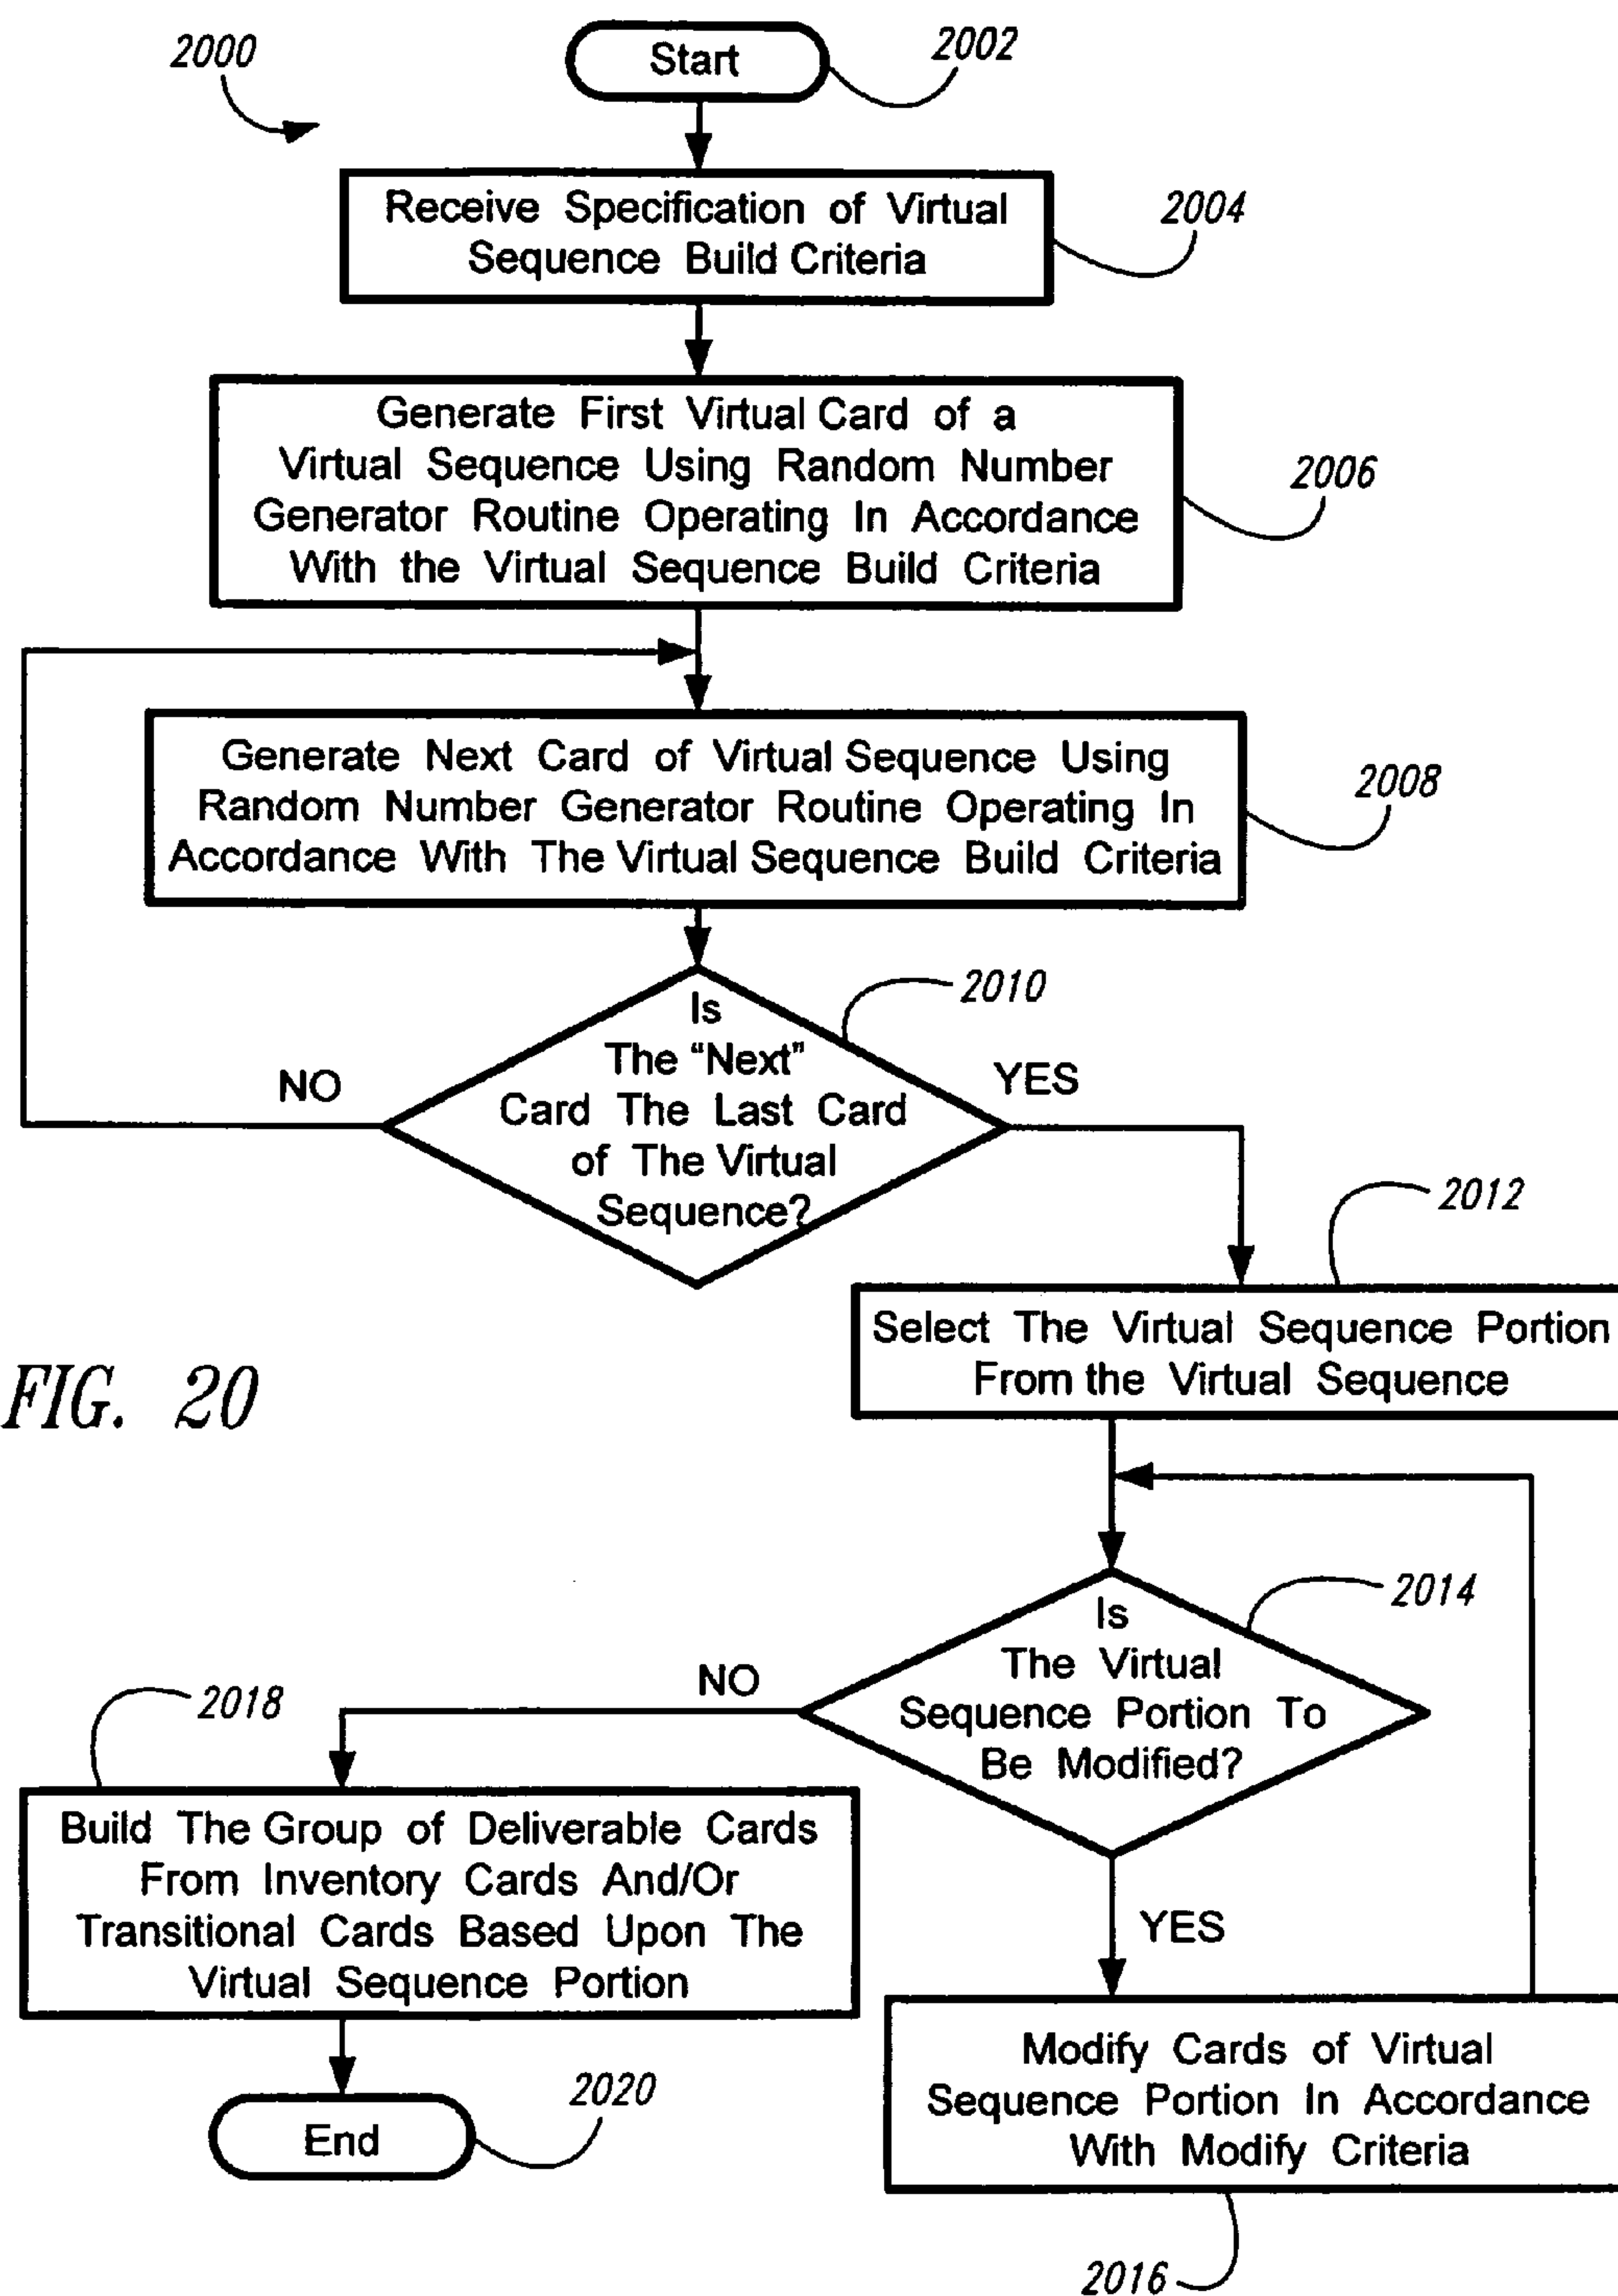 2000
Start
2002
Receive Specification of Virtual
Sequence Build Criteria
2004
Generate First Virtual Card of a
Virtual Sequence Using Random Number
Generator Routine Operating In Accordance
With the Virtual Sequence Build Criteria
2006
Generate Next Card of Virtual Sequence Using
Random Number Generator Routine Operating In
Accordance With The Virtual Sequence Build Criteria
2008
Is
The “Next”
Card The Last Card
of The Virtual
Sequence?
2010
NO
YES
2012
Select The Virtual Sequence Portion
From the Virtual Sequence
FIG. 20
Is
The Virtual
Sequence Portion To
Be Modified?
2014
NO
YES
2018
Build The Group of Deliverable Cards
From Inventory Cards And/Or
Transitional Cards Based Upon The
Virtual Sequence Portion
Modify Cards of Virtual
Sequence Portion In Accordance
With Modify Criteria
2016
End
2020